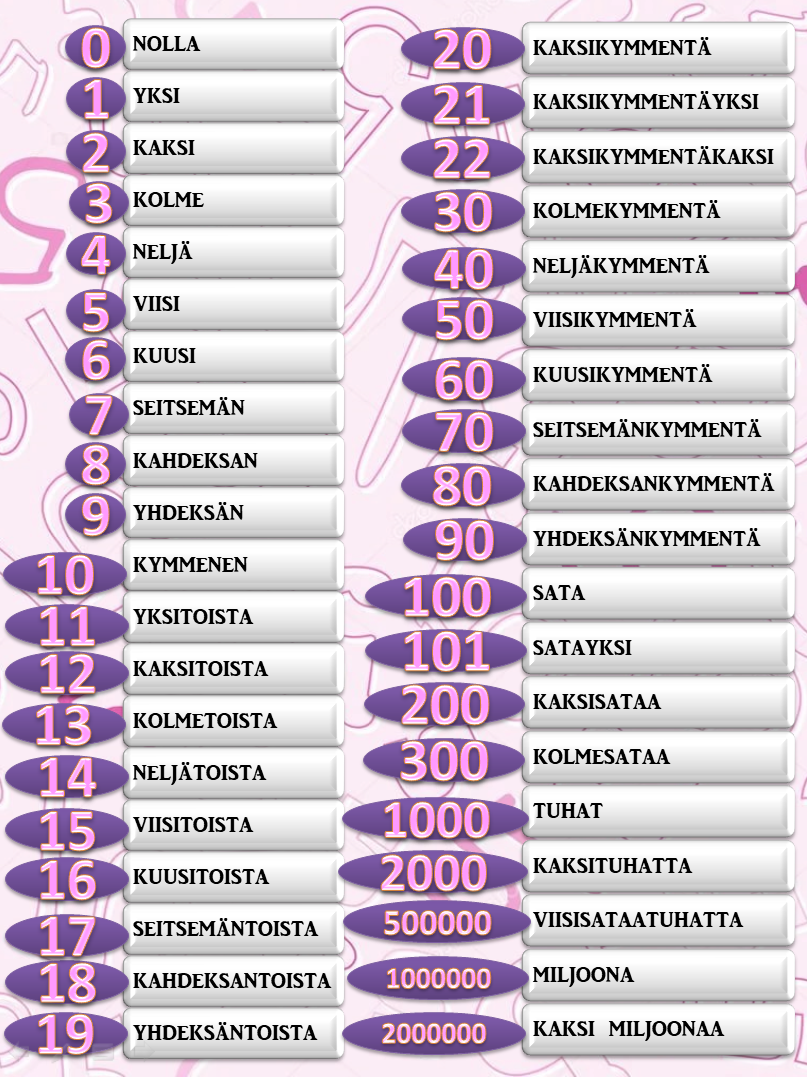 0 NOLLA
1 YKSI
2 KAKSI
3 KOLME
4 NELJÄ
5 VIISI
6 KUUSI
7 SEITSEMÄN
8 KAHDEKSAN
9 YHDEKSÄN
10 KYMMENEN
11 YKSITOISTA
12 KAKSITOISTA
13 KOLMETOISTA
14 NELJÄTOISTA
15 VIISITOISTA
16 KUUSITOISTA
17 SEITSEMÄNTOISTA
18 KAHDEKSANTOISTA
19 YHDEKSÄNTOISTA
20 KAKSIKYMMENTÄ
21 KAKSIKYMMENTÄYKSI
22 KAKSIKYMMENTÄKAKSI
30 KOLMEKYMMENTÄ
40 NELJÄKYMMENTÄ
50 VIISIKYMMENTÄ
60 KUUSIKYMMENTÄ
70 SEITSEMÄNKYMMENTÄ
80 KAHDEKSANKYMMENTÄ
90 YHDEKSÄNKYMMENTÄ
100 SATA
101 SATAYKSI
200 KAKSISATAA
300 KOLMESATAA
1000 TUHAT
2000 KAKSITUHATTA
500000 VIISISATAATUHATTA
1000000 MILJOONA
2000000 KAKSI MILJOONAA